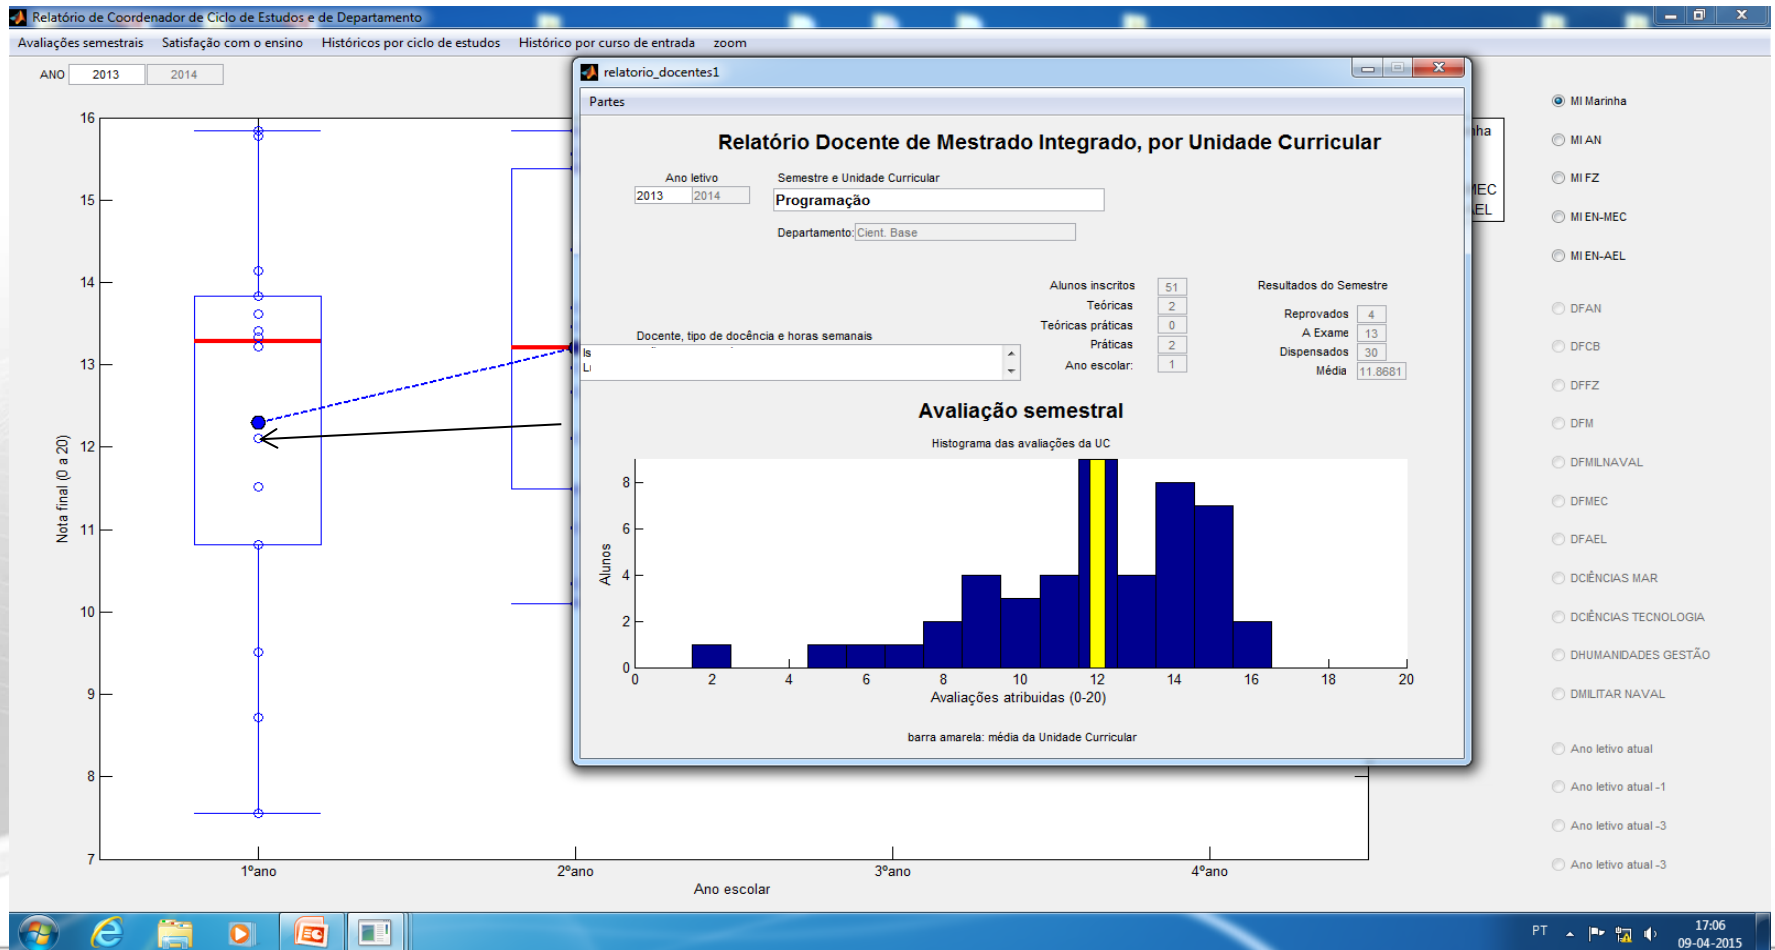 Relatório de Coordenador de Ciclo de Estudos e de Departamento
Avaliações semestrais Satisfação com o ensino Históricos por ciclo de estudos Histórico por curso de entrada zoom
ANO 2013 2014
16
15
14
13
12
11
10
9
8
7
Nota final (0 a 20)
1ºano 2ºano 3ºano 4ºano
Ano escolar
relatorio_docentes1
Partes
Relatório Docente de Mestrado Integrado, por Unidade Curricular
Ano letivo Semestre e Unidade Curricular
2013 2014 Programação
Departamento: Cient. Base
Alunos inscritos 51 Resultados do Semestre
Teóricas 2
Reprovados 4
Teóricas práticas 0
A Exame 13
Docente, tipo de docência e horas semanais
Práticas 2
Dispensados 30
Ano escolar: 1
Média 11.8681
Avaliação semestral
Histograma das avaliações da UC
8
6
4
2
0
Alunos
0 2 4 6 8 10 12 14 16 18 20
Avaliações atribuidas (0-20)
barra amarela: média da Unidade Curricular
MI Marinha
MI AN
MI FZ
MI EN-MEC
MI EN-AEL
DFAN
DFCB
DFFZ
DFM
DFMILNAVAL
DFMEC
DFAEL
DCIÊNCIAS MAR
DCIÊNCIAS TECNOLOGIA
DHUMANIDADES GESTÃO
DMILITAR NAVAL
Ano letivo atual
Ano letivo atual -1
Ano letivo atual -3
Ano letivo atual -3
PT 17:06
09-04-2015